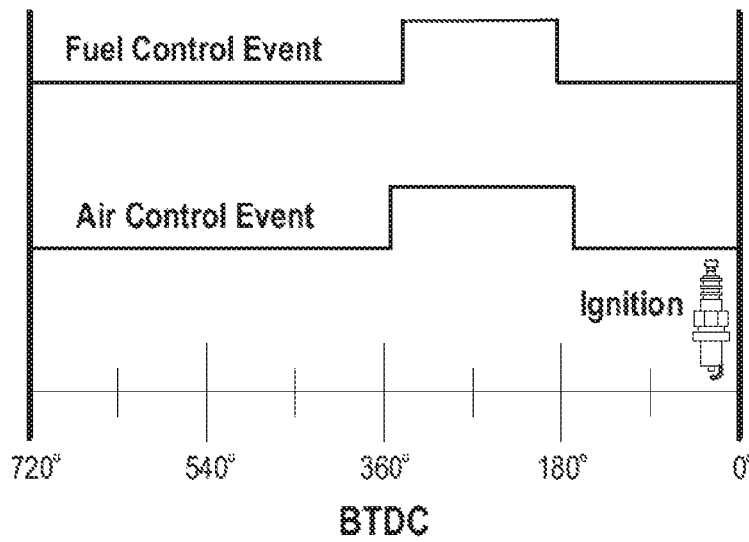 Fuel Control Event
Air Control Event
Ignition
720° 540° 360° 180° 0°
BTDC